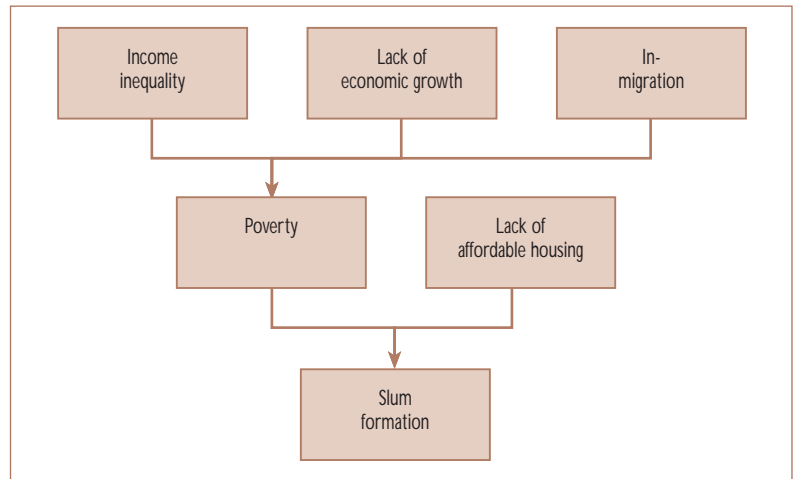 Income
inequality
Lack of
economic growth
In-
migration
Poverty
Lack of
affordable housing
Slum
formation